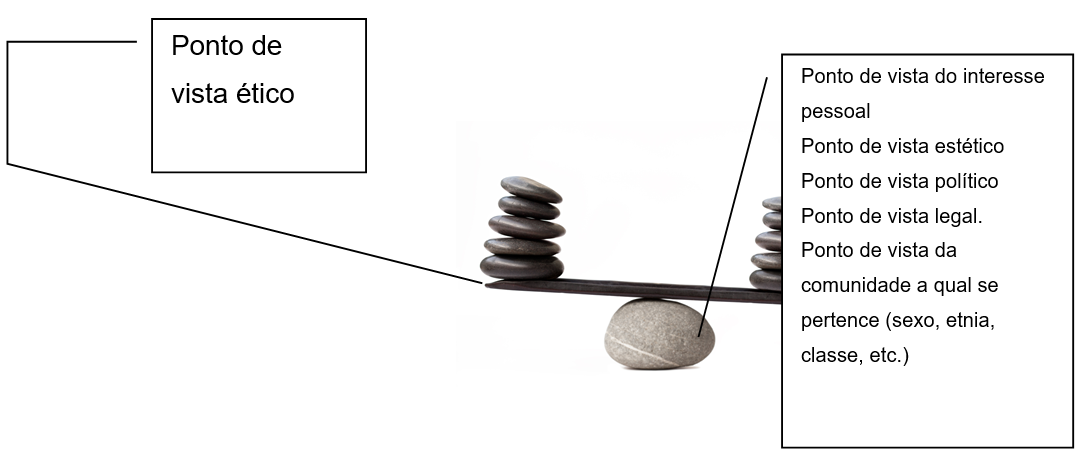 Ponto de
vista ético
Ponto de vista do interesse
pessoal
Ponto de vista estético
Ponto de vista político
Ponto de vista legal.
Ponto de vista da
comunidade a qual se
pertence (sexo, etnia,
classe, etc.)